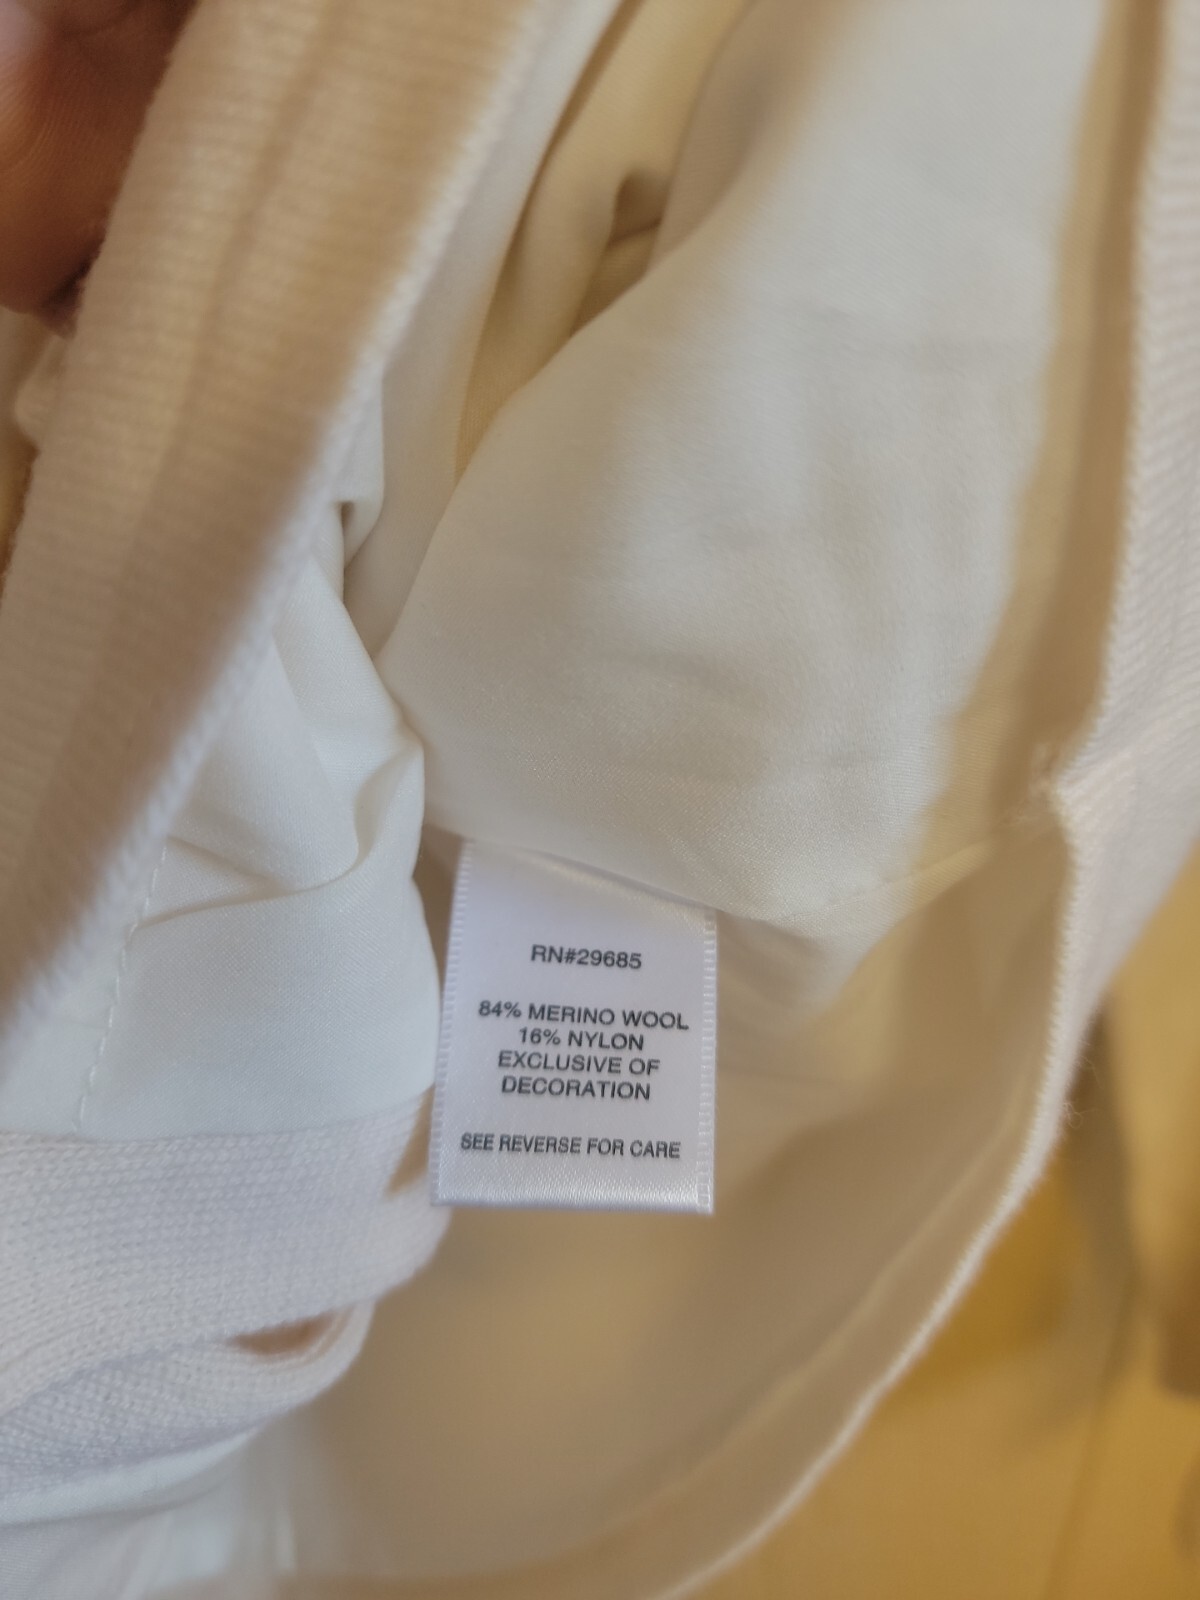 RN#29685
84% MERINO WOOL
16% NYLON
EXCLUSIVE OF
DECORATION
SEE REVERSE FOR CARE